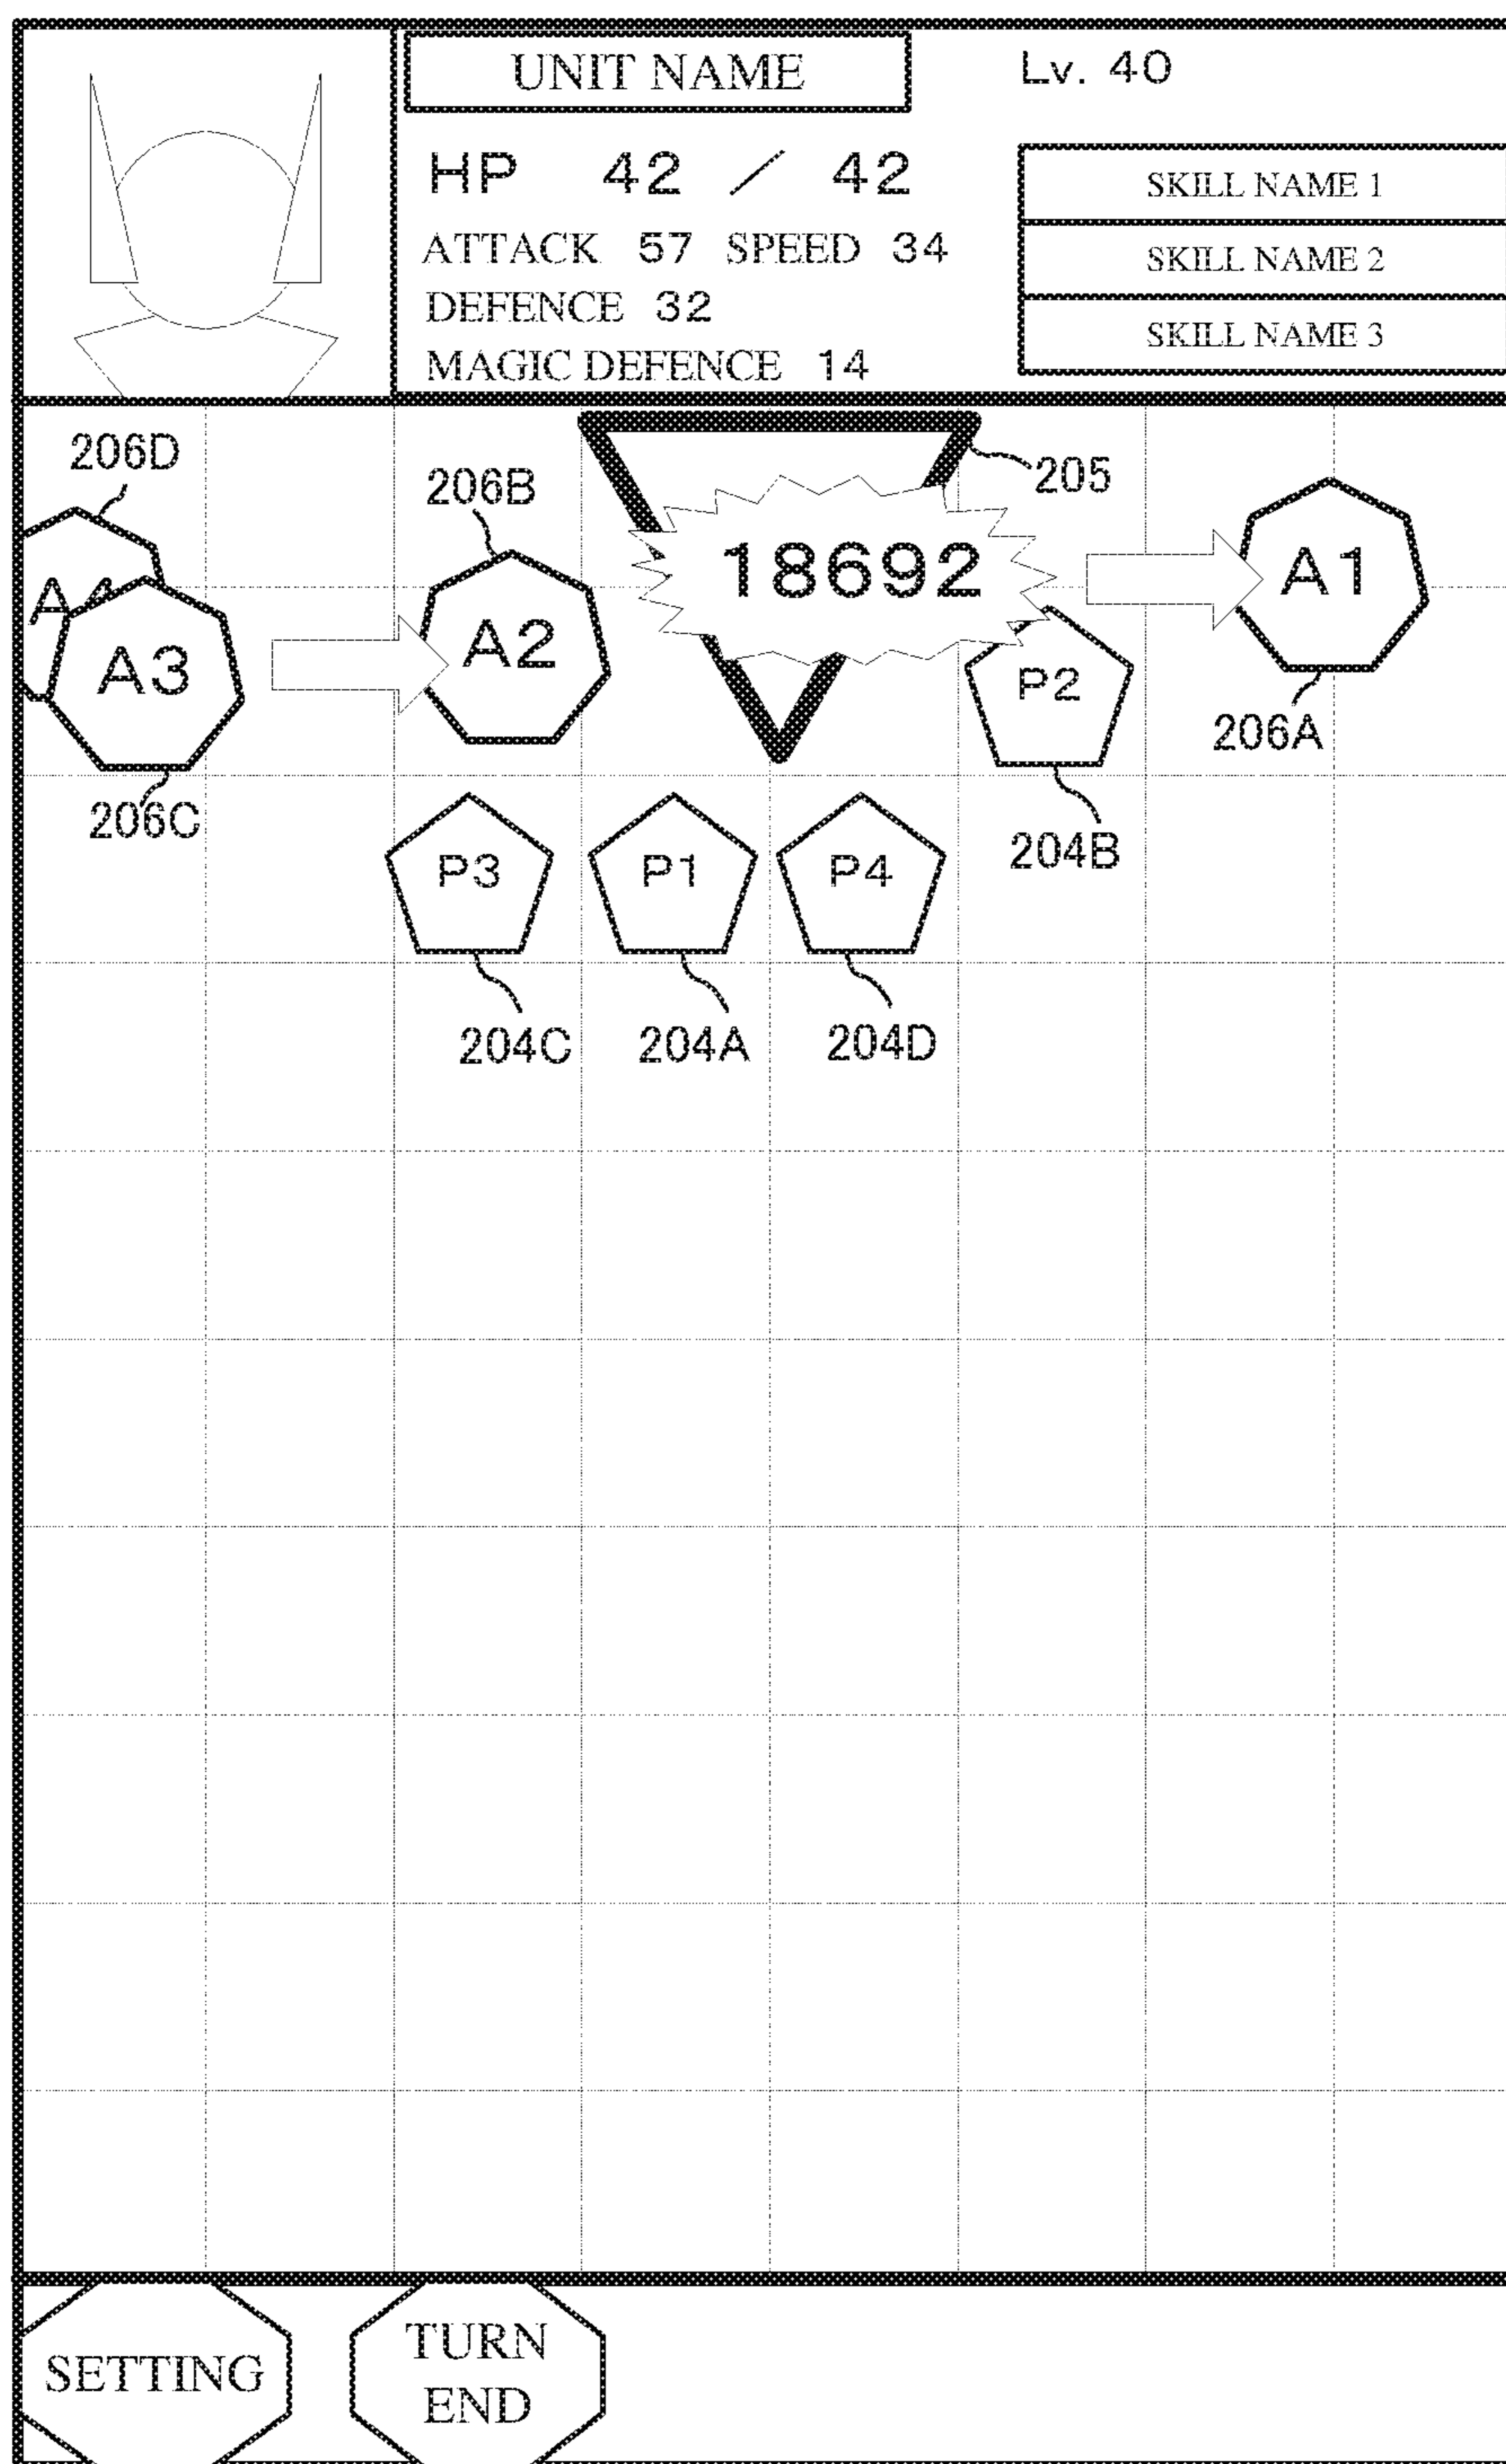 UNIT NAME
Lv. 40
HP 42 / 42
ATTACK 57 SPEED 34
DEFENCE 32
MAGIC DEFENCE 14
SKILL NAME 1
SKILL NAME 2
SKILL NAME 3
206D
206B
205
18692
A1
A2
A3
P2
206A
206C
204B
P3
P1
P4
204C
204A
204D
SETTING
TURN
END